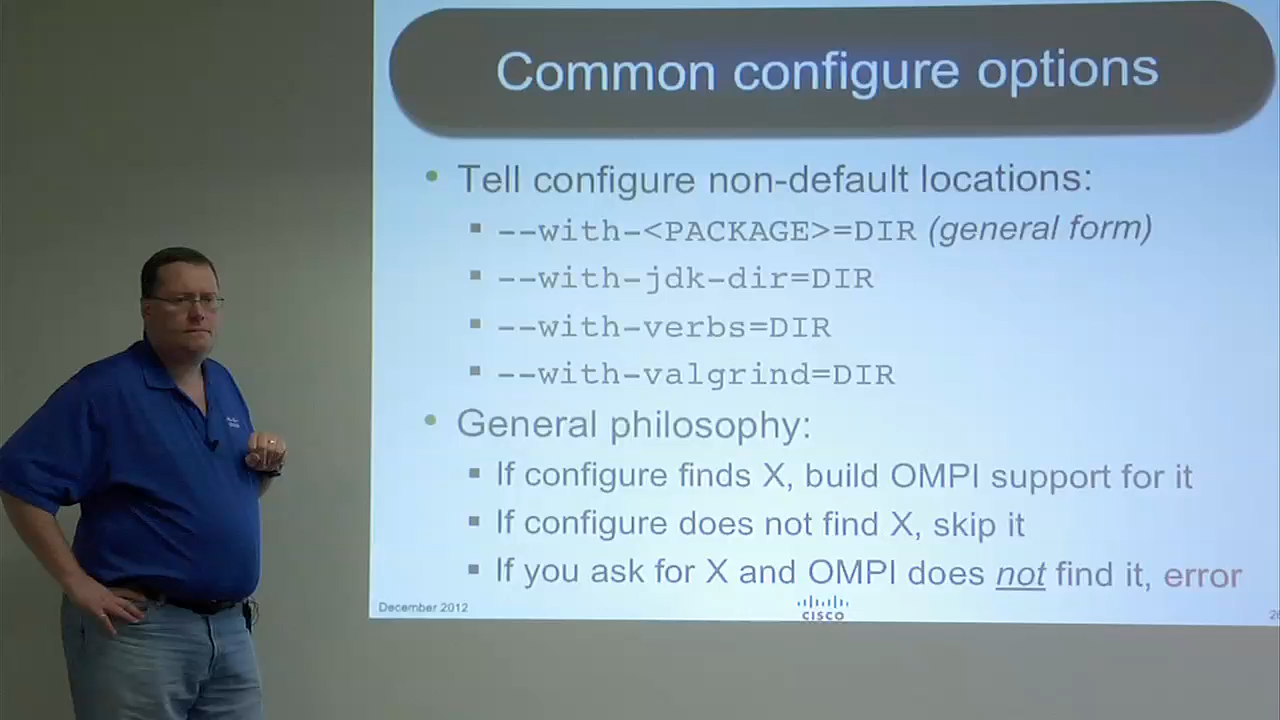 Common configure options
• Tell configure non-default locations:
▪ --with-<PACKAGE>=DIR (general form)
▪ --with-jdk-dir=DIR
▪ --with-verbs=DIR
▪ --with-valgrind=DIR
• General philosophy:
▪ If configure finds X, build OMPI support for it
▪ If configure does not find X, skip it
▪ If you ask for X and OMPI does not find it, error
December 2012
CISCO